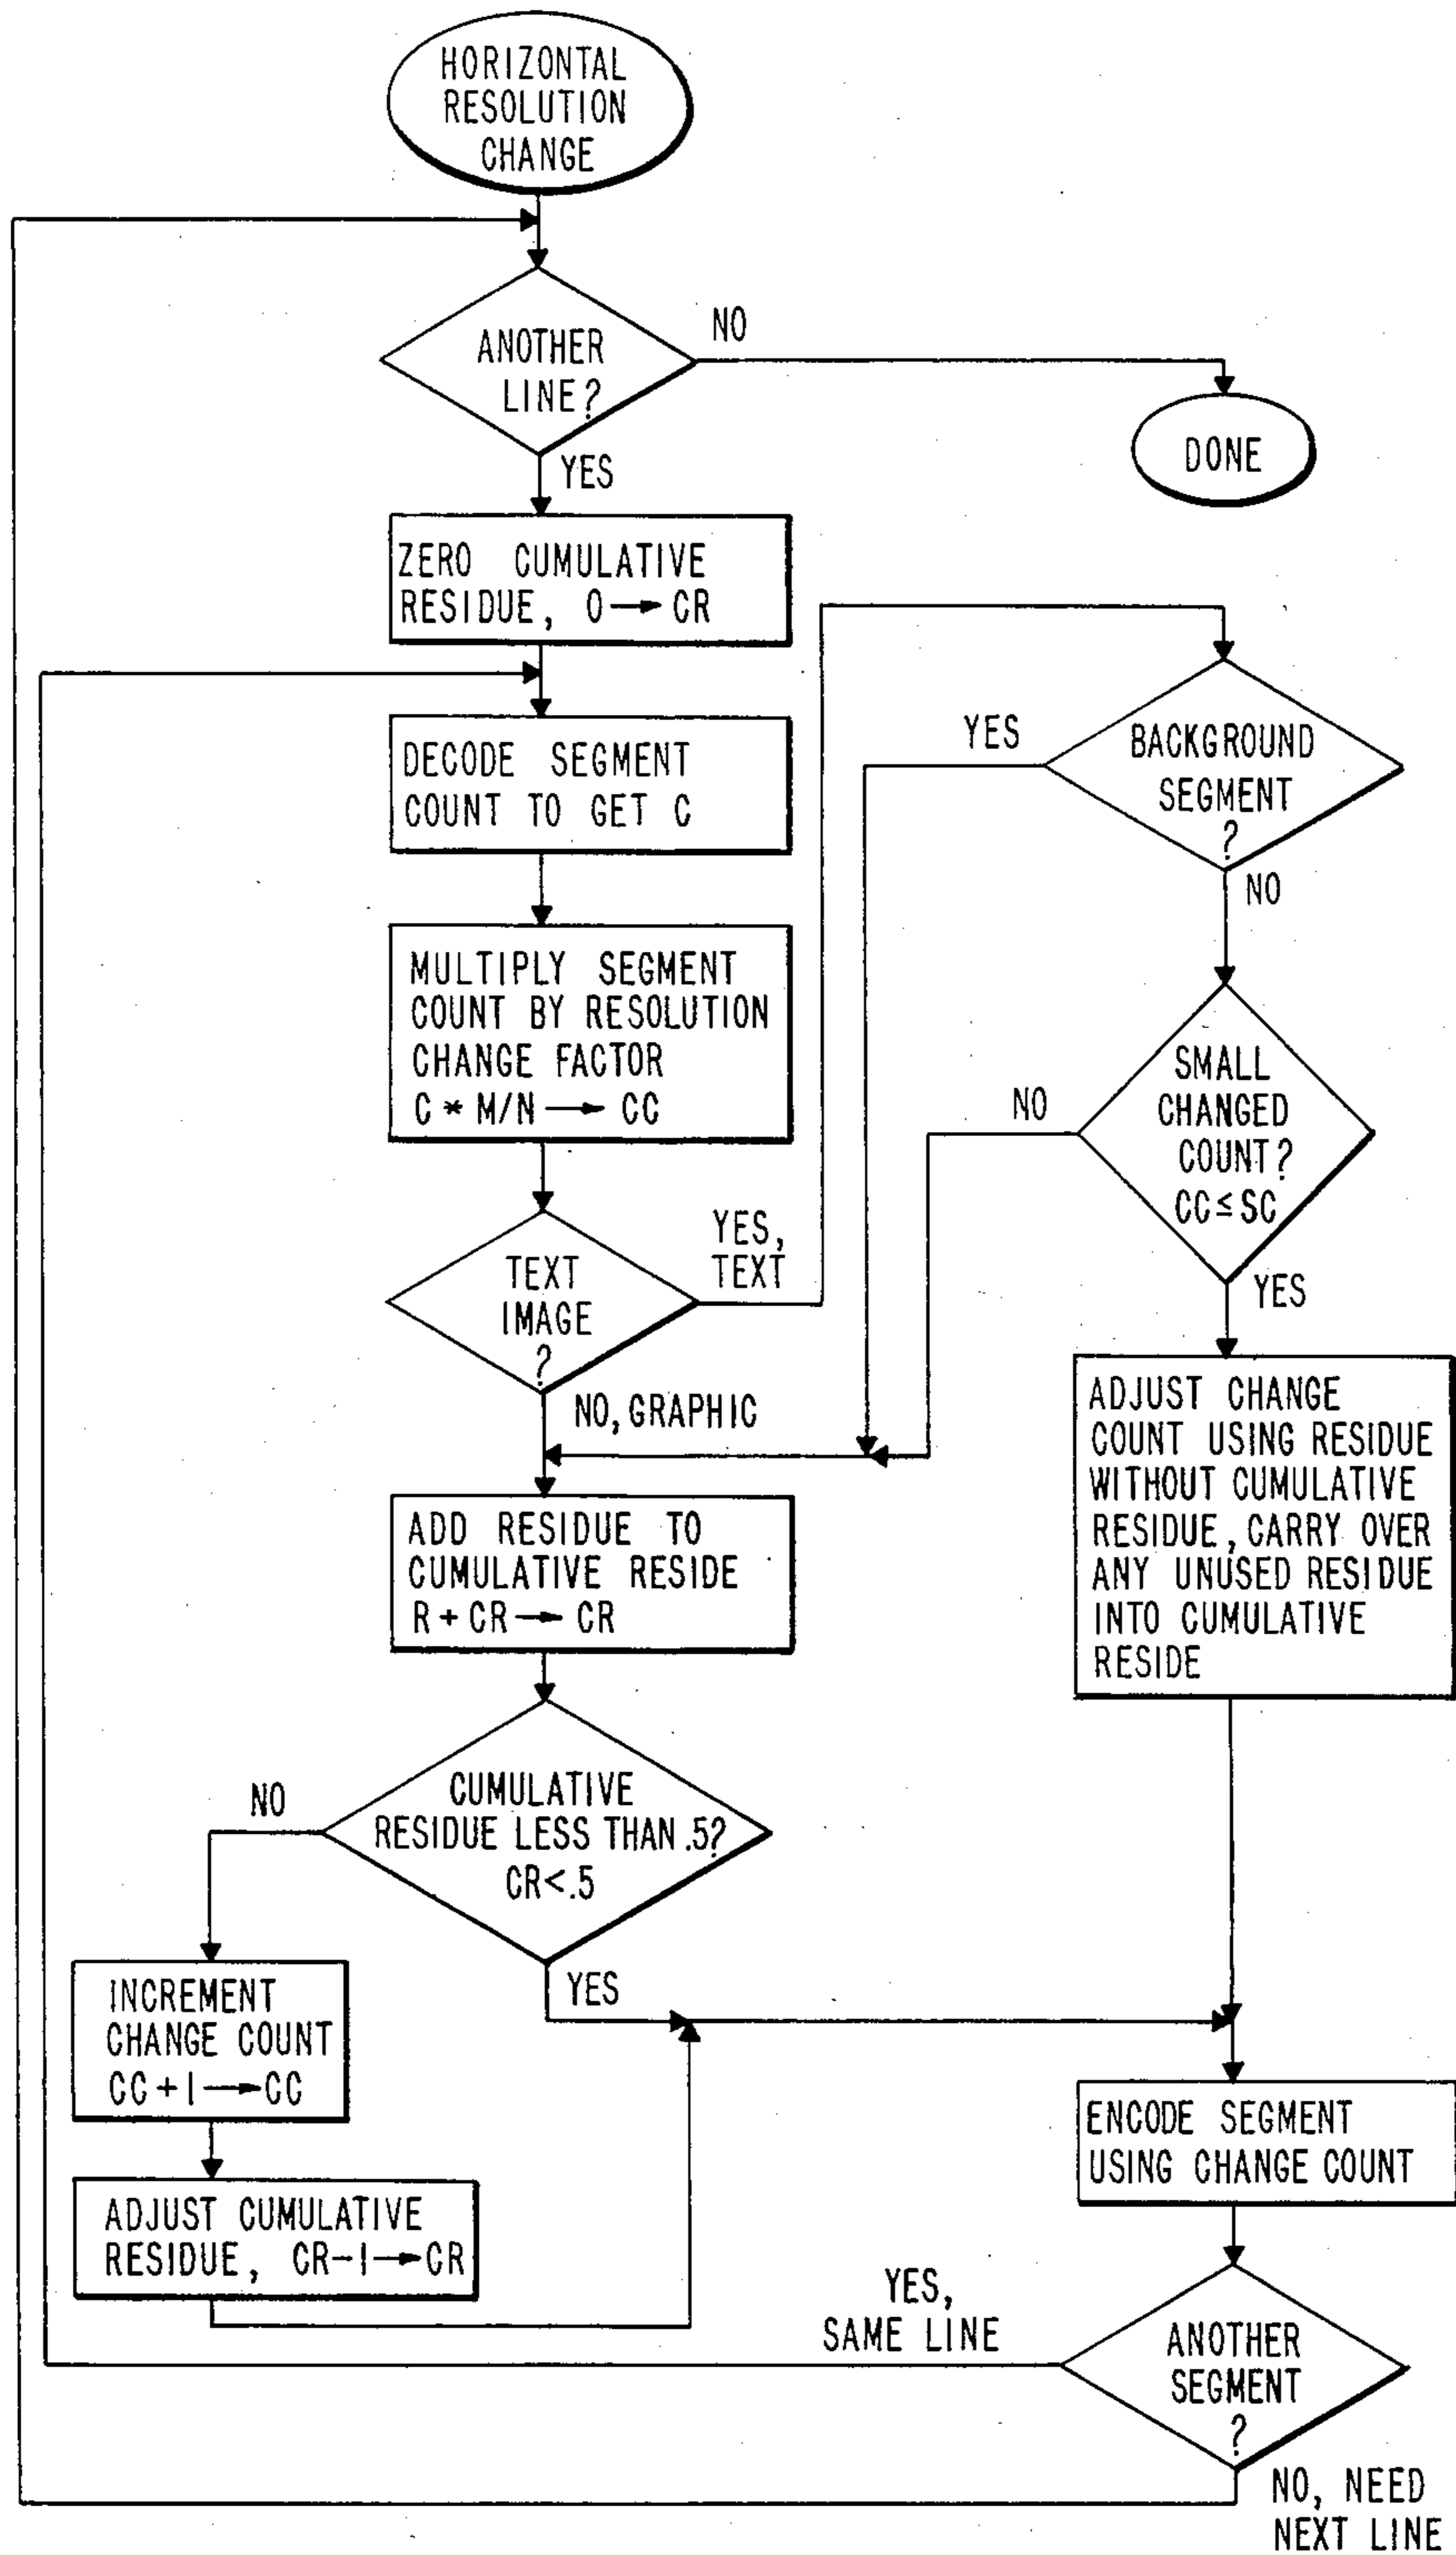 HORIZONTAL
RESOLUTION
CHANGE
ANOTHER
LINE?
NO
DONE
YES
ZERO CUMULATIVE
RESIDUE, 0→CR
DECODE SEGMENT
COUNT TO GET C
MULTIPLY SEGMENT
COUNT BY RESOLUTION
CHANGE FACTOR
C * M/N → CC
TEXT
IMAGE
?
YES,
TEXT
NO, GRAPHIC
BACKGROUND
SEGMENT
?
YES
NO
SMALL
CHANGED
COUNT?
CC≤SC
NO
YES
ADJUST CHANGE
COUNT USING RESIDUE
WITHOUT CUMULATIVE
RESIDUE, CARRY OVER
ANY UNUSED RESIDUE
INTO CUMULATIVE
RESIDE
ADD RESIDUE TO
CUMULATIVE RESIDE
R + CR → CR
CUMULATIVE
RESIDUE LESS THAN .5?
CR<.5
NO
YES
INCREMENT
CHANGE COUNT
CC+1→CC
ADJUST CUMULATIVE
RESIDUE, CR-1→CR
ENCODE SEGMENT
USING CHANGE COUNT
ANOTHER
SEGMENT
?
YES,
SAME LINE
NO, NEED
NEXT LINE